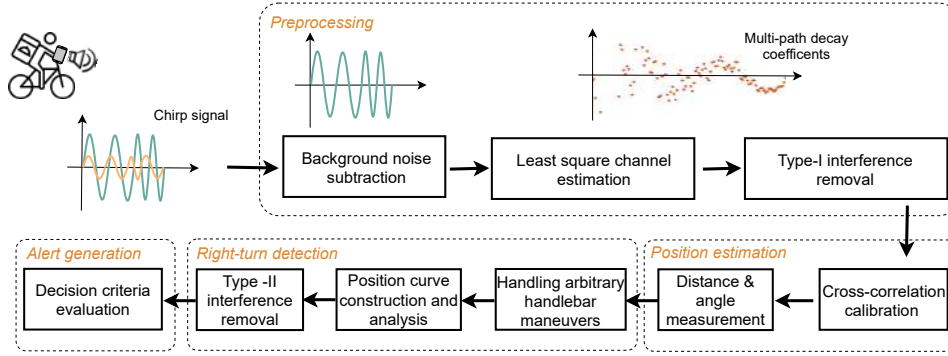 Preprocessing
Multi-path decay
coefficents
Chirp signal
Background noise
subtraction
Least square channel
estimation
Type-I interference
removal
Alert generation
Right-turn detection
Position estimation
Decision criteria
evaluation
Type -II
interference
removal
Position curve
construction and
analysis
Handling arbitrary
handlebar
maneuvers
Distance &
angle
measurement
Cross-correlation
calibration